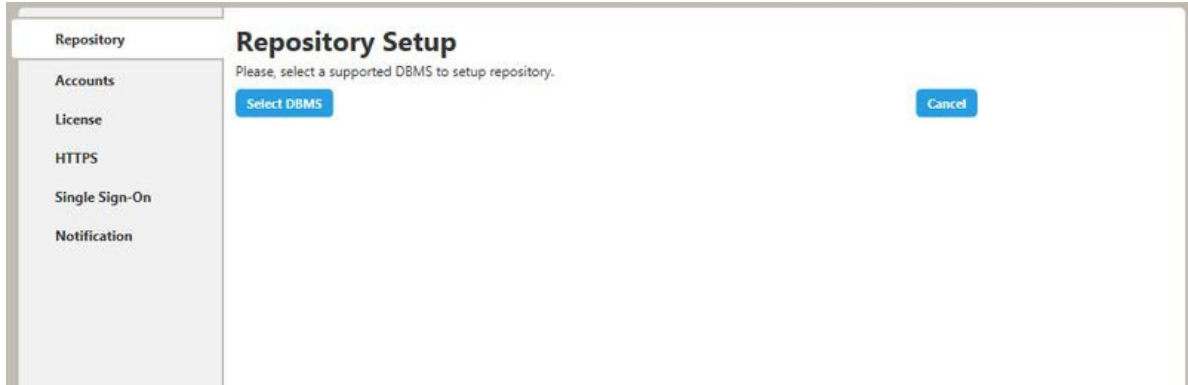 Repository
Accounts
License
HTTPS
Single Sign-On
Notification
Repository Setup
Please, select a supported DBMS to setup repository.
Select DBMS
Cancel